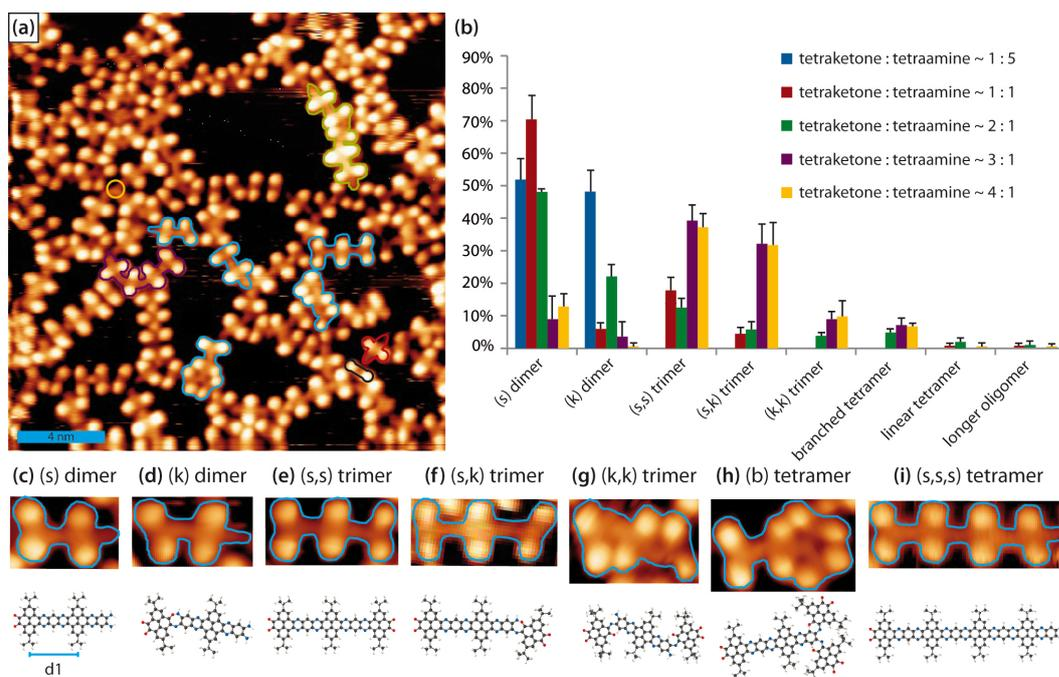 (a)
4 nm
(b)
90%
80%
70%
60%
50%
40%
30%
20%
10%
0%
tetraketone : tetraamine ~ 1 : 5
tetraketone : tetraamine ~ 1 : 1
tetraketone : tetraamine ~ 2 : 1
tetraketone : tetraamine ~ 3 : 1
tetraketone : tetraamine ~ 4 : 1
(s) dimer
(k) dimer
(s,s) trimer
(s,k) trimer
(k,k) trimer
branched tetramer
linear tetramer
longer oligomer
(c) (s) dimer
(d) (k) dimer
(e) (s,s) trimer
(f) (s,k) trimer
(g) (k,k) trimer
(h) (b) tetramer
(i) (s,s,s) tetramer
d1